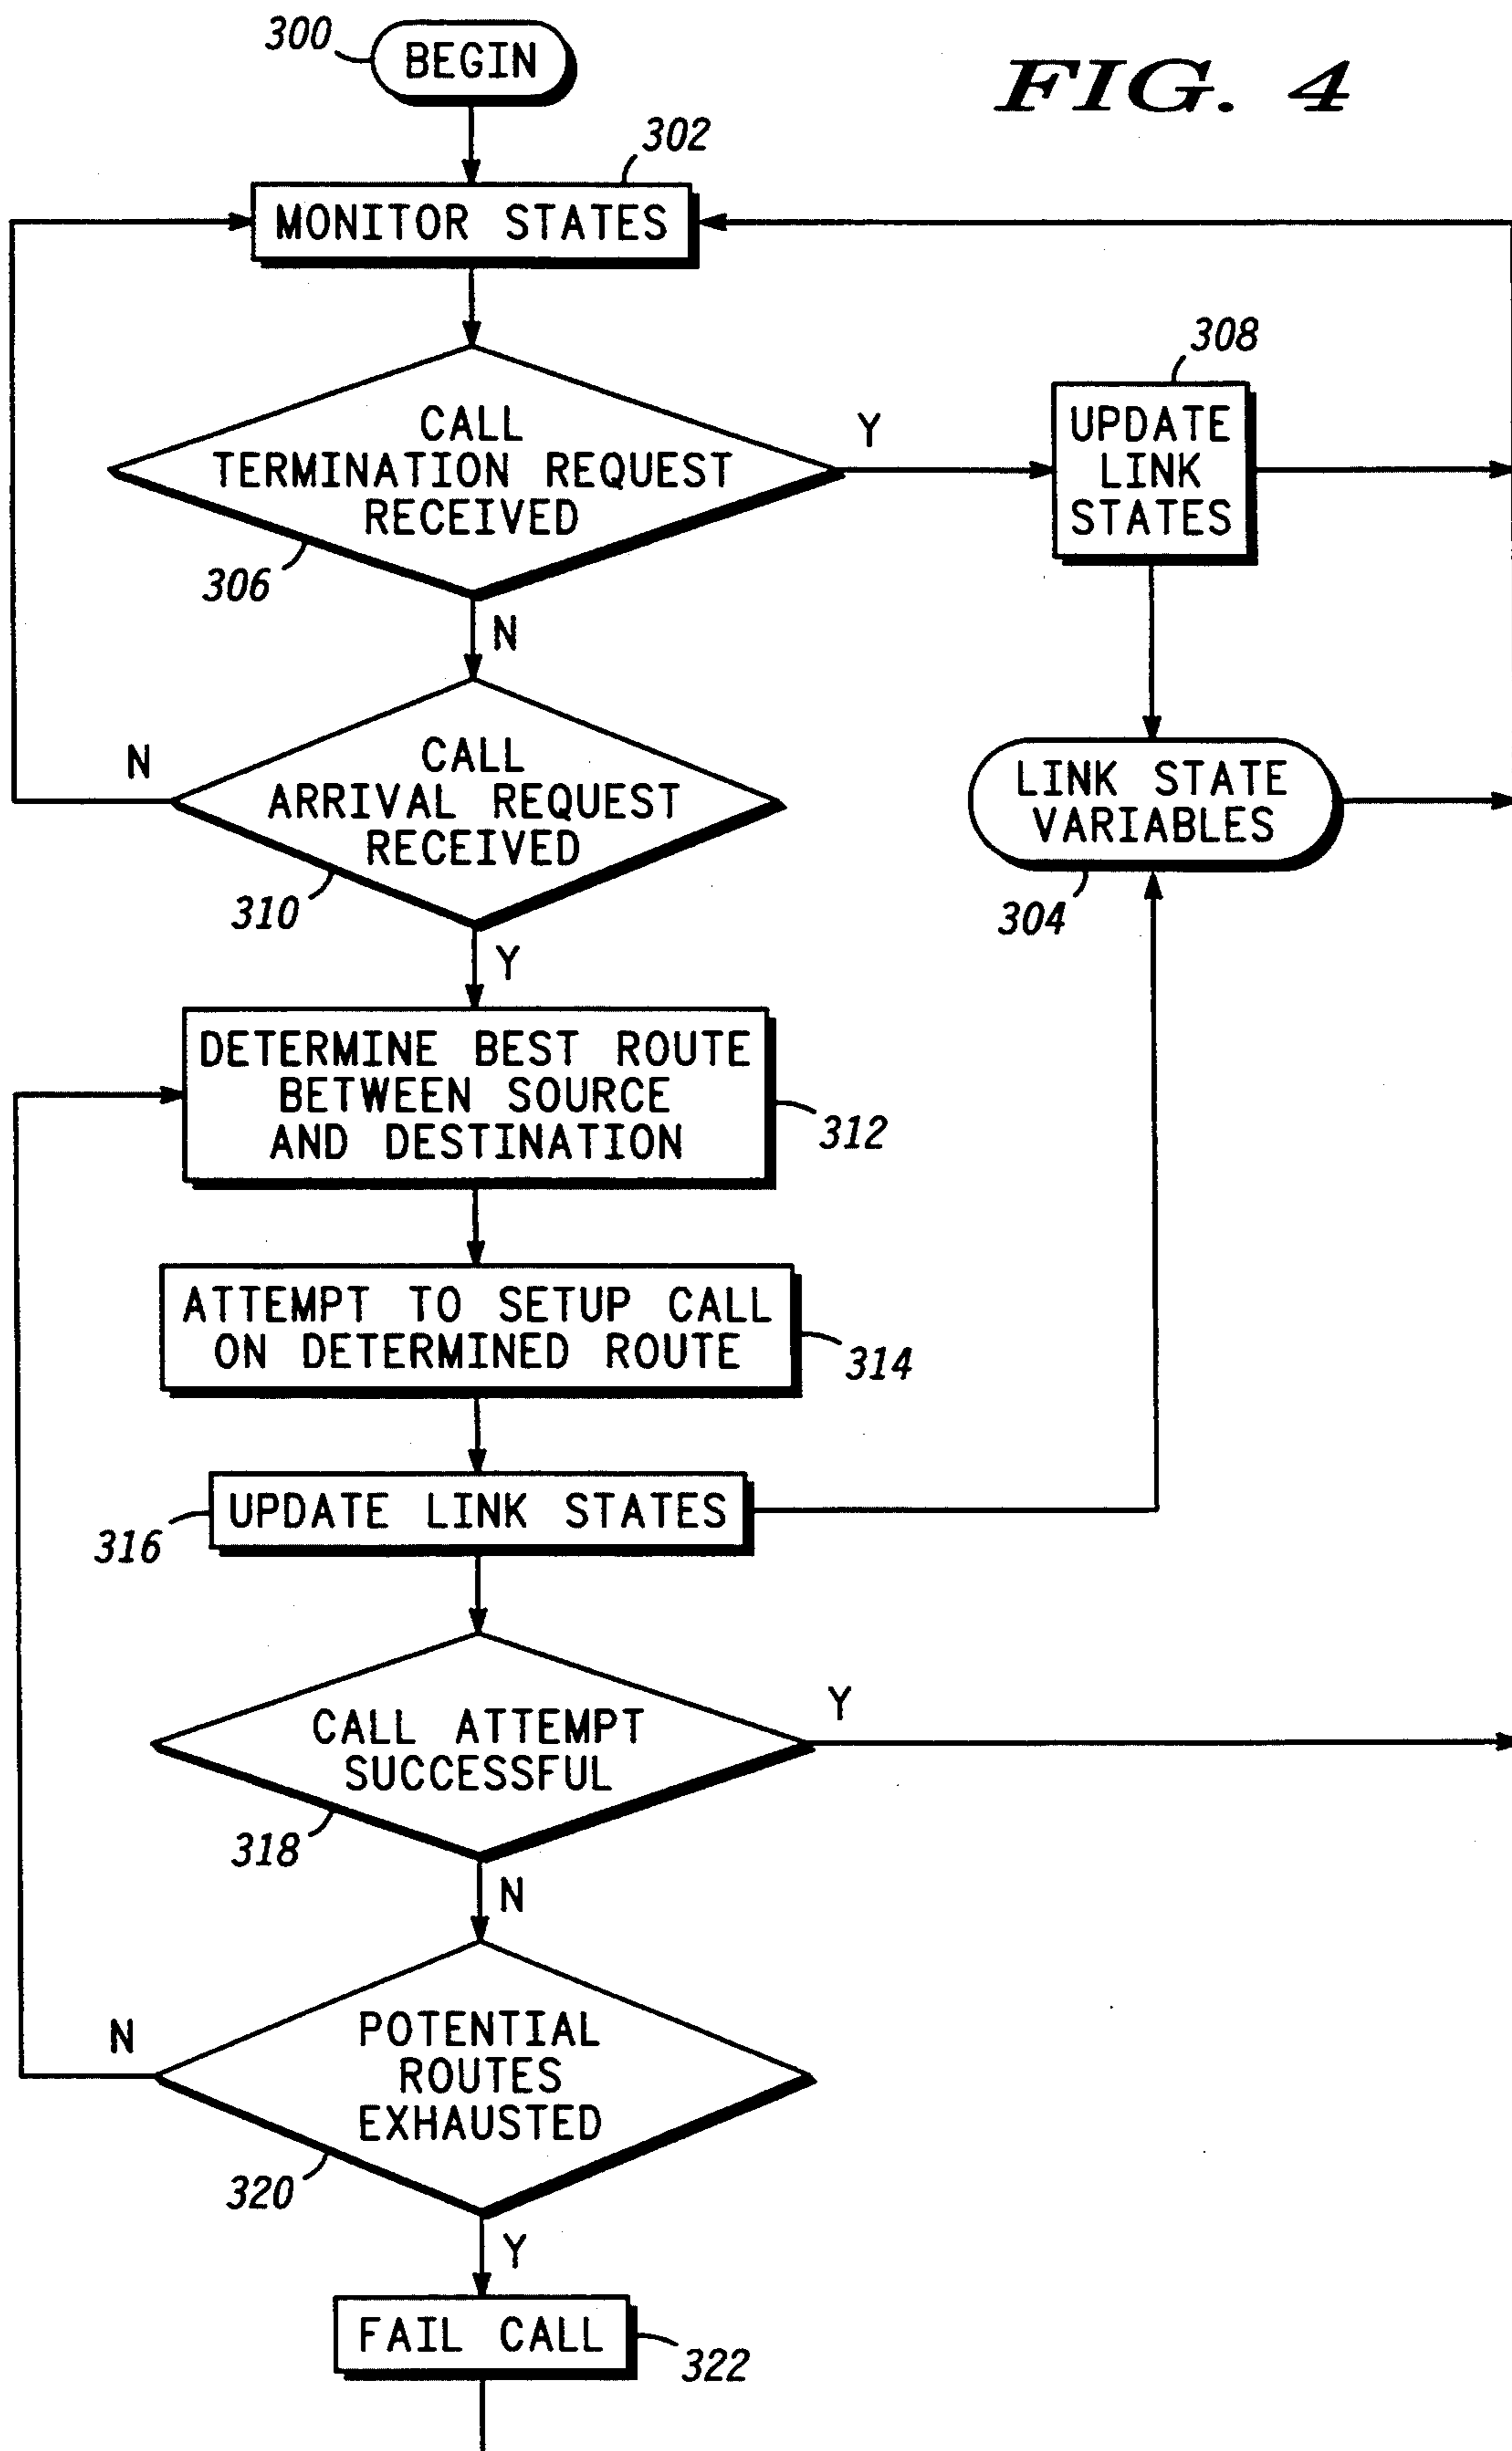 300
BEGIN
FIG. 4
302
MONITOR STATES
308
CALL
TERMINATION REQUEST
RECEIVED
Y
UPDATE
LINK
STATES
306
N
CALL
ARRIVAL REQUEST
RECEIVED
N
LINK STATE
VARIABLES
310
304
Y
DETERMINE BEST ROUTE
BETWEEN SOURCE
AND DESTINATION
312
ATTEMPT TO SETUP CALL
ON DETERMINED ROUTE
314
UPDATE LINK STATES
316
CALL ATTEMPT
SUCCESSFUL
Y
318
N
POTENTIAL
ROUTES
EXHAUSTED
N
320
Y
FAIL CALL
322